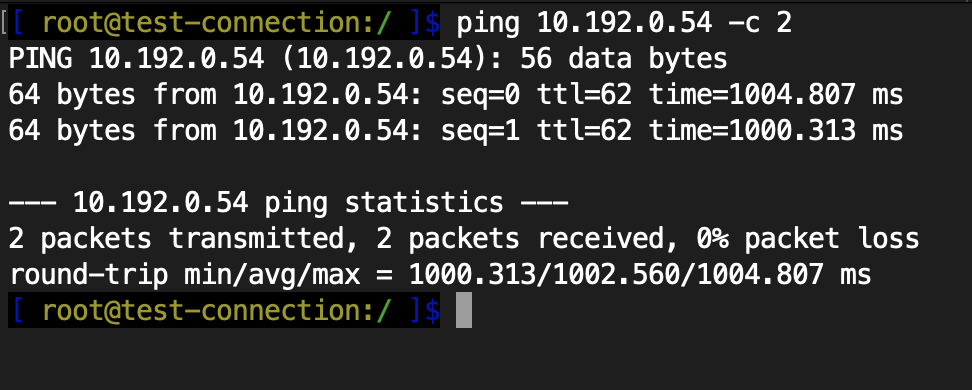 [[ root@test-connection:/ ]$ ping 10.192.0.54 -c 2
PING 10.192.0.54 (10.192.0.54): 56 data bytes
64 bytes from 10.192.0.54: seq=0 ttl=62 time=1004.807 ms
64 bytes from 10.192.0.54: seq=1 ttl=62 time=1000.313 ms
--- 10.192.0.54 ping statistics ---
2 packets transmitted, 2 packets received, 0% packet loss
round-trip min/avg/max = 1000.313/1002.560/1004.807 ms
[ root@test-connection:/ ]$